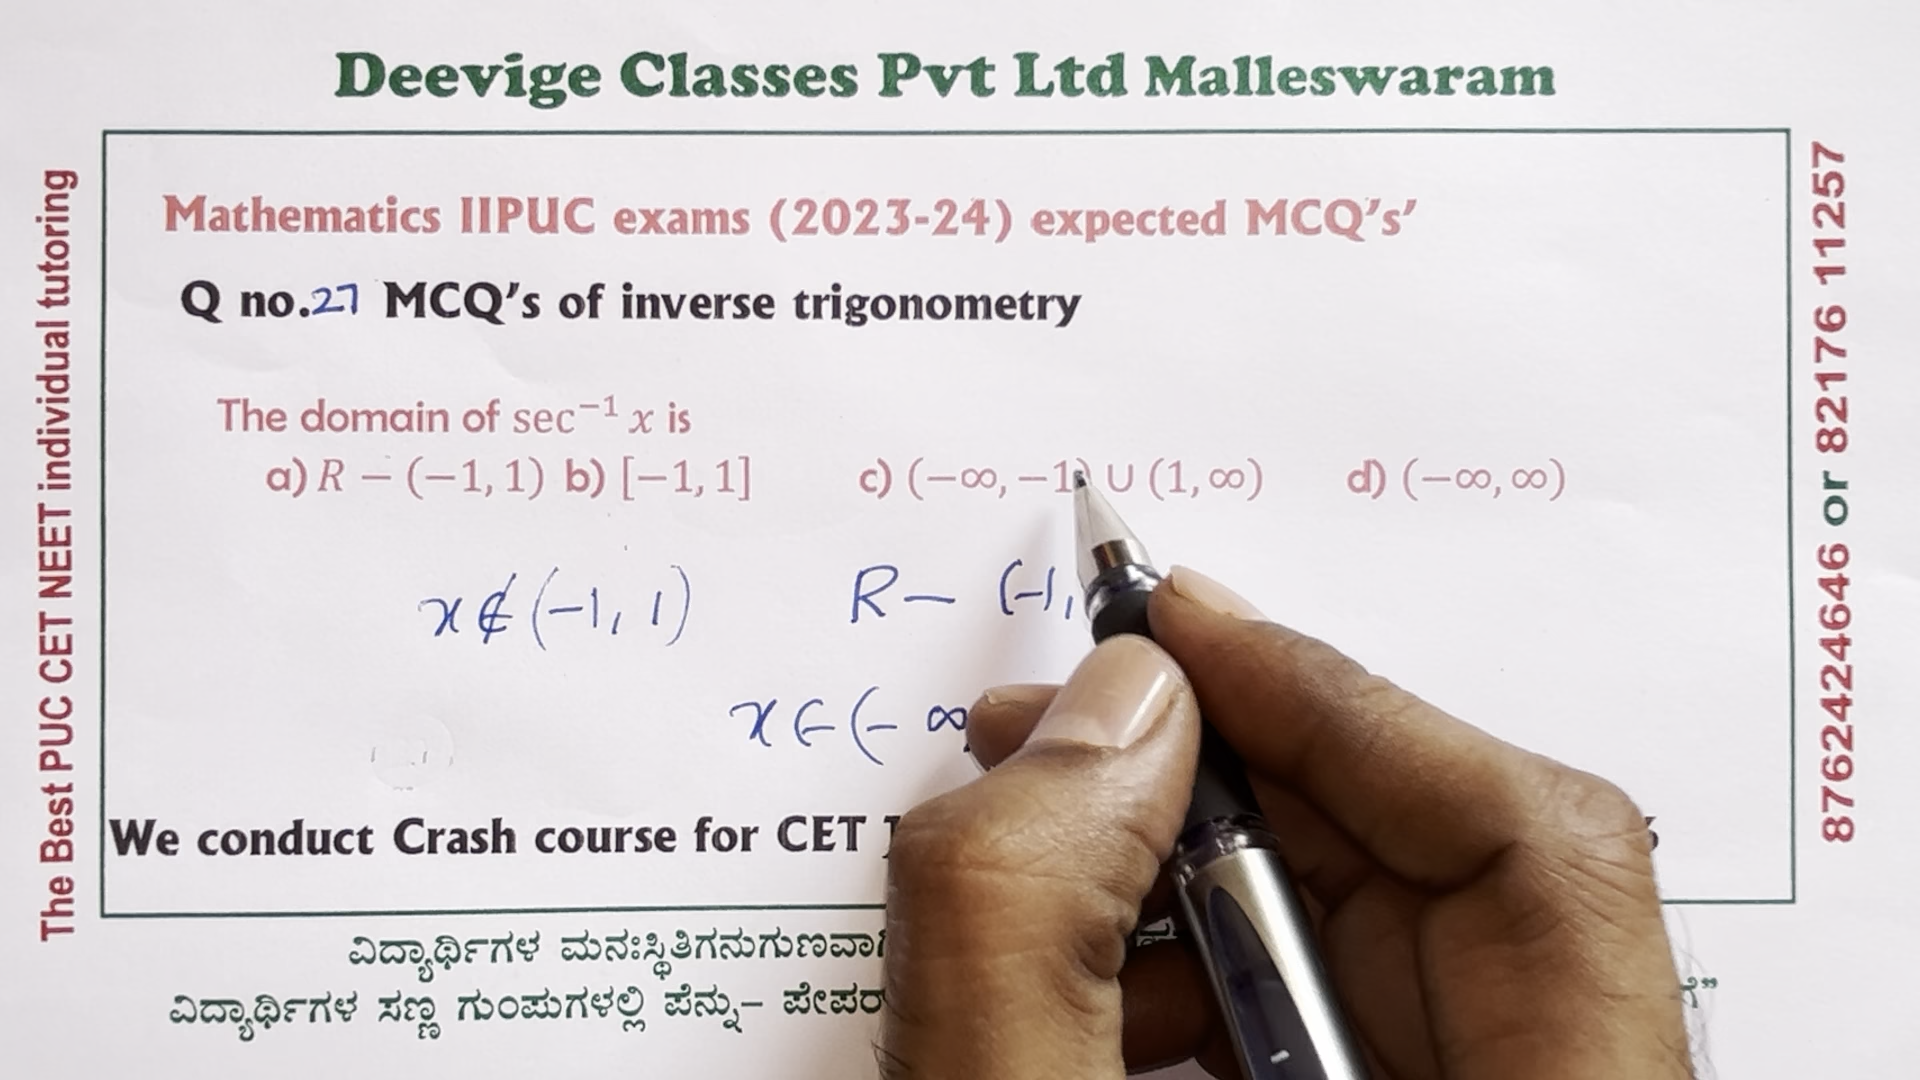 Deevige Classes Pvt Ltd Malleswaram
The Best PUC CET NEET individual tutoring
Mathematics IIPUC exams (2023-24) expected MCQ's'
Q no.27 MCQ's of inverse trigonometry
The domain of sec⁻¹ x is
a) R − (−1, 1) b) [−1, 1] c) (−∞, −1) ∪ (1, ∞) d) (−∞, ∞)
x ∉ (−1, 1) R − (−1,
x ∈ (− ∞,
We conduct Crash course for CET
ವಿದ್ಯಾರ್ಥಿಗಳ ಮನಃಸ್ಥಿತಿಗನುಗುಣವಾಗಿ
ವಿದ್ಯಾರ್ಥಿಗಳ ಸಣ್ಣ ಗುಂಪುಗಳಲ್ಲಿ ಪೆನ್ನು– ಪೇಪರ್
8762424646 or 82176 11257